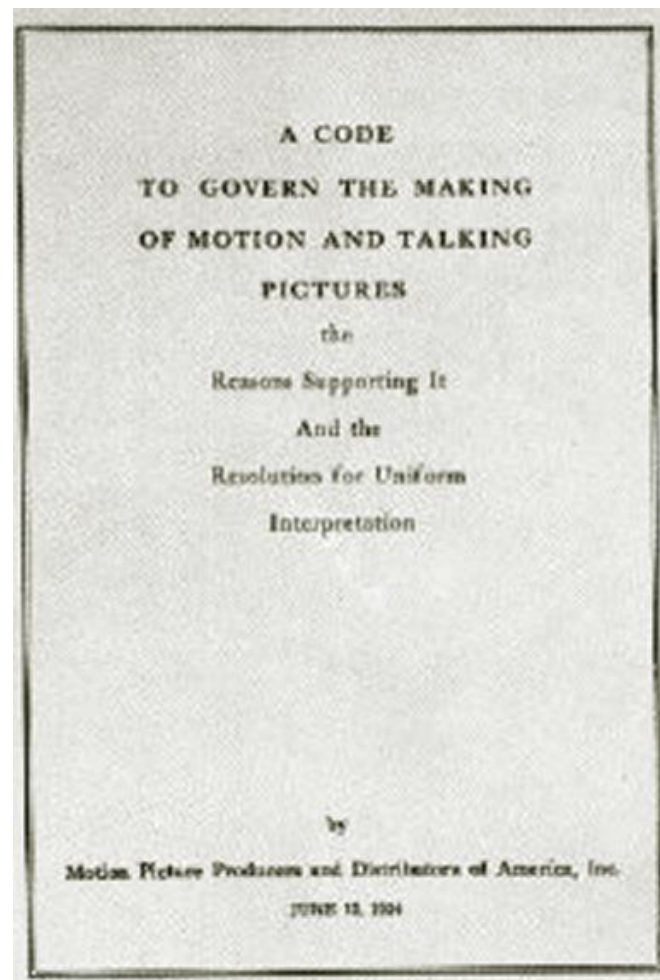 A CODE
TO GOVERN THE MAKING
OF MOTION AND TALKING
PICTURES
the
Reasons Supporting It
And the
Resolution for Uniform
Interpretation
by
Motion Picture Producers and Distributors of America, Inc.
JUNE 13, 1934